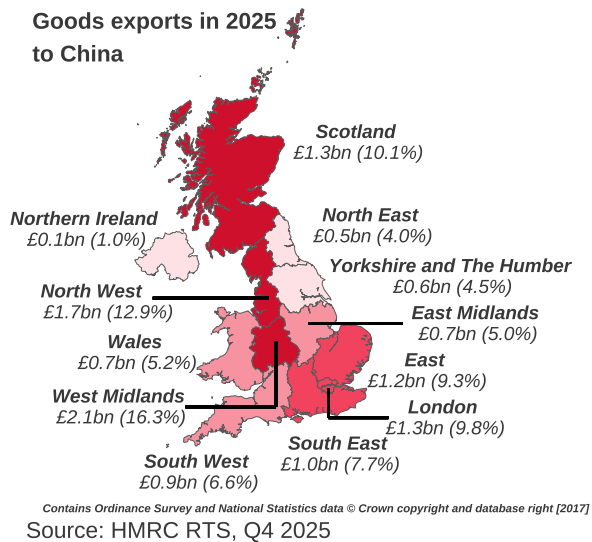 Goods exports in 2025
to China
Scotland
£1.3bn (10.1%)
Northern Ireland
£0.1bn (1.0%)
North East
£0.5bn (4.0%)
Yorkshire and The Humber
£0.6bn (4.5%)
North West
£1.7bn (12.9%)
East Midlands
£0.7bn (5.0%)
Wales
£0.7bn (5.2%)
East
£1.2bn (9.3%)
West Midlands
£2.1bn (16.3%)
London
£1.3bn (9.8%)
South East
£1.0bn (7.7%)
South West
£0.9bn (6.6%)
Contains Ordinance Survey and National Statistics data © Crown copyright and database right [2017]
Source: HMRC RTS, Q4 2025